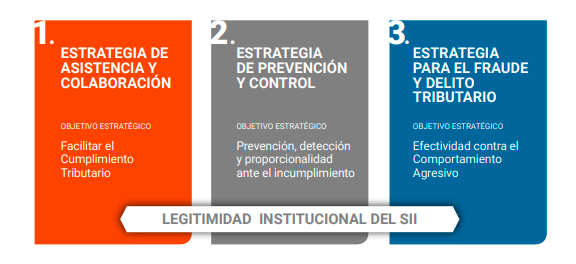 1.
ESTRATEGIA DE
ASISTENCIA Y
COLABORACIÓN
OBJETIVO ESTRATÉGICO
Facilitar el
Cumplimiento
Tributario
2.
ESTRATEGIA
DE PREVENCIÓN
Y CONTROL
OBJETIVO ESTRATÉGICO
Prevención, detección
y proporcionalidad
ante el incumplimiento
3.
ESTRATEGIA
PARA EL FRAUDE
Y DELITO
TRIBUTARIO
OBJETIVO ESTRATÉGICO
Efectividad contra el
Comportamiento
Agresivo
LEGITIMIDAD INSTITUCIONAL DEL SII